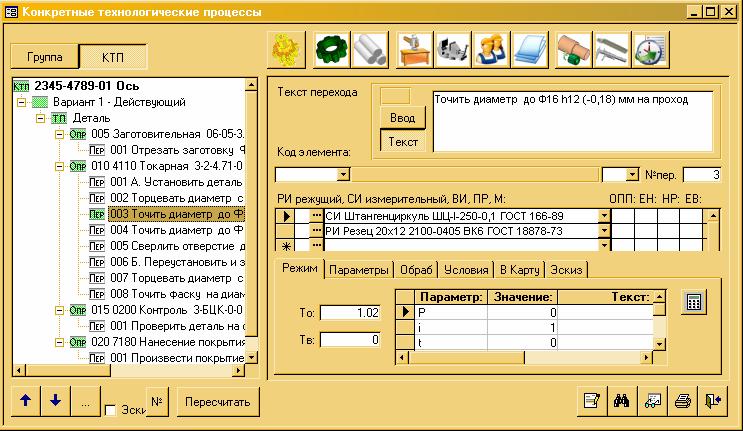 Конкретные технологические процессы
Группа
КТП
КТП 2345-4789-01 Ось
Вариант 1 - Действующий
ТП Деталь
Опр 005 Заготовительная 06-05-3.
Пер 001 Отрезать заготовку Ф
Опр 010 4110 Токарная 3-2-4.71-0
Пер 001 А. Установить деталь
Пер 002 Торцевать диаметр с
Пер 003 Точить диаметр до Ф
Пер 004 Точить диаметр до Ф
Пер 005 Сверлить отверстие д
Пер 006 Б. Переустановить и з
Пер 007 Торцевать диаметр с
Пер 008 Точить Фаску на диам
Опр 015 0200 Контроль 3-БЦК-0-0
Пер 001 Проверить деталь на с
Опр 020 7180 Нанесение покрытия
Пер 001 Произвести покрытие
...
Эски
№
Пересчитать
Текст перехода
Ввод
Текст
Точить диаметр до Ф16 h12 (-0,18) мм на проход
Код элемента:
№пер. 3
РИ режущий, СИ измерительный, ВИ, ПР, М: ОПП: ЕН: НР: ЕВ:
... СИ Штангенциркуль ШЦ-I-250-0,1 ГОСТ 166-89
... РИ Резец 20х12 2100-0405 ВК6 ГОСТ 18878-73
Режим Параметры Обраб Условия В Карту Эскиз
То: 1.02
Тв: 0
Параметр: Значение: Текст:
P 0
i 1
t 0